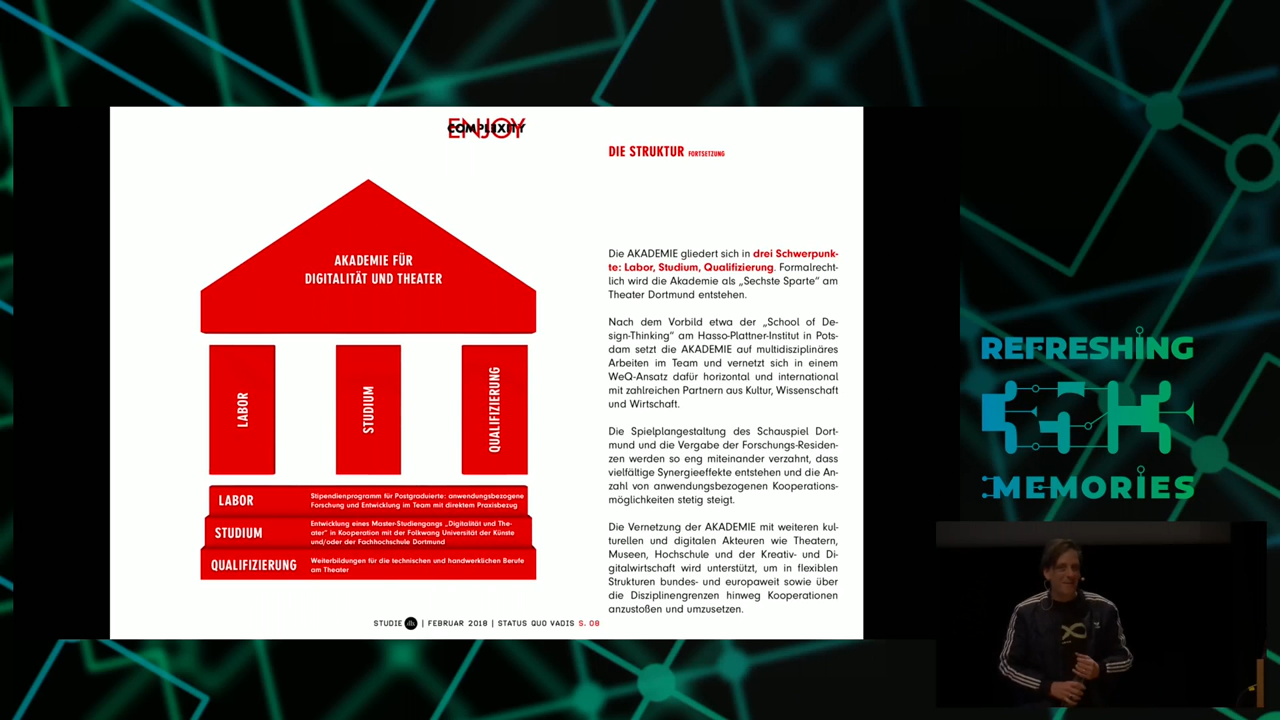 ENJOY
COMPLEXITY
DIE STRUKTUR FORTSETZUNG
AKADEMIE FÜR
DIGITALITÄT UND THEATER
LABOR
STUDIUM
QUALIFIZIERUNG
LABOR
Stipendienprogramm für Postgraduierte: anwendungsbezogene
Forschung und Entwicklung im Team mit direktem Praxisbezug
STUDIUM
Entwicklung eines Master-Studiengangs „Digitalität und The-
ater“ in Kooperation mit der Folkwang Universität der Künste
und/oder der Fachhochschule Dortmund
QUALIFIZIERUNG
Weiterbildungen für die technischen und handwerklichen Berufe
am Theater
Die AKADEMIE gliedert sich in drei Schwerpunk-
te: Labor, Studium, Qualifizierung. Formalrecht-
lich wird die Akademie als „Sechste Sparte“ am
Theater Dortmund entstehen.
Nach dem Vorbild etwa der „School of De-
sign-Thinking“ am Hasso-Plattner-Institut in Pots-
dam setzt die AKADEMIE auf multidisziplinäres
Arbeiten im Team und vernetzt sich in einem
WeQ-Ansatz dafür horizontal und international
mit zahlreichen Partnern aus Kultur, Wissenschaft
und Wirtschaft.
Die Spielplangestaltung des Schauspiel Dort-
mund und die Vergabe der Forschungs-Residen-
zen werden so eng miteinander verzahnt, dass
vielfältige Synergieeffekte entstehen und die An-
zahl von anwendungsbezogenen Kooperations-
möglichkeiten stetig steigt.
Die Vernetzung der AKADEMIE mit weiteren kul-
turellen und digitalen Akteuren wie Theatern,
Museen, Hochschule und der Kreativ- und Di-
gitalwirtschaft wird unterstützt, um in flexiblen
Strukturen bundes- und europaweit sowie über
die Disziplinengrenzen hinweg Kooperationen
anzustoßen und umzusetzen.
STUDIE | FEBRUAR 2018 | STATUS QUO VADIS S. 08
REFRESHING
MEMORIES